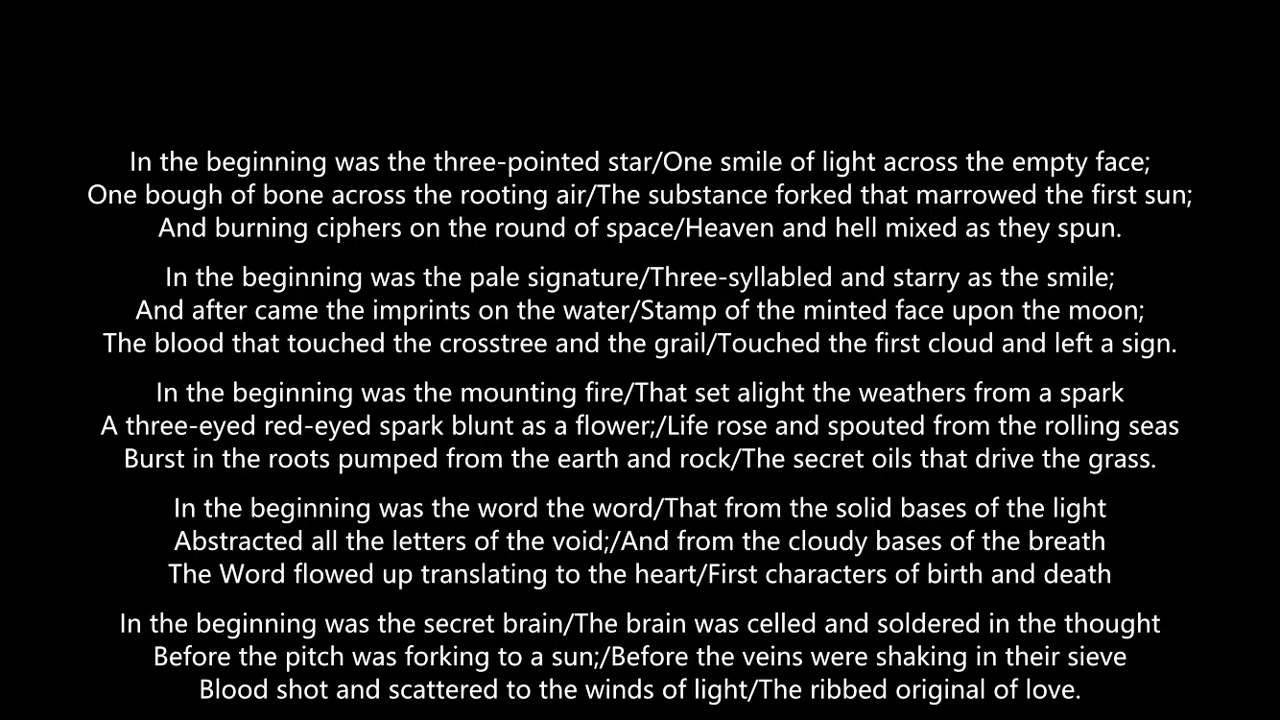 In the beginning was the three-pointed star/One smile of light across the empty face;
One bough of bone across the rooting air/The substance forked that marrowed the first sun;
And burning ciphers on the round of space/Heaven and hell mixed as they spun.
In the beginning was the pale signature/Three-syllabled and starry as the smile;
And after came the imprints on the water/Stamp of the minted face upon the moon;
The blood that touched the crosstree and the grail/Touched the first cloud and left a sign.
In the beginning was the mounting fire/That set alight the weathers from a spark
A three-eyed red-eyed spark blunt as a flower;/Life rose and spouted from the rolling seas
Burst in the roots pumped from the earth and rock/The secret oils that drive the grass.
In the beginning was the word the word/That from the solid bases of the light
Abstracted all the letters of the void;/And from the cloudy bases of the breath
The Word flowed up translating to the heart/First characters of birth and death
In the beginning was the secret brain/The brain was celled and soldered in the thought
Before the pitch was forking to a sun;/Before the veins were shaking in their sieve
Blood shot and scattered to the winds of light/The ribbed original of love.